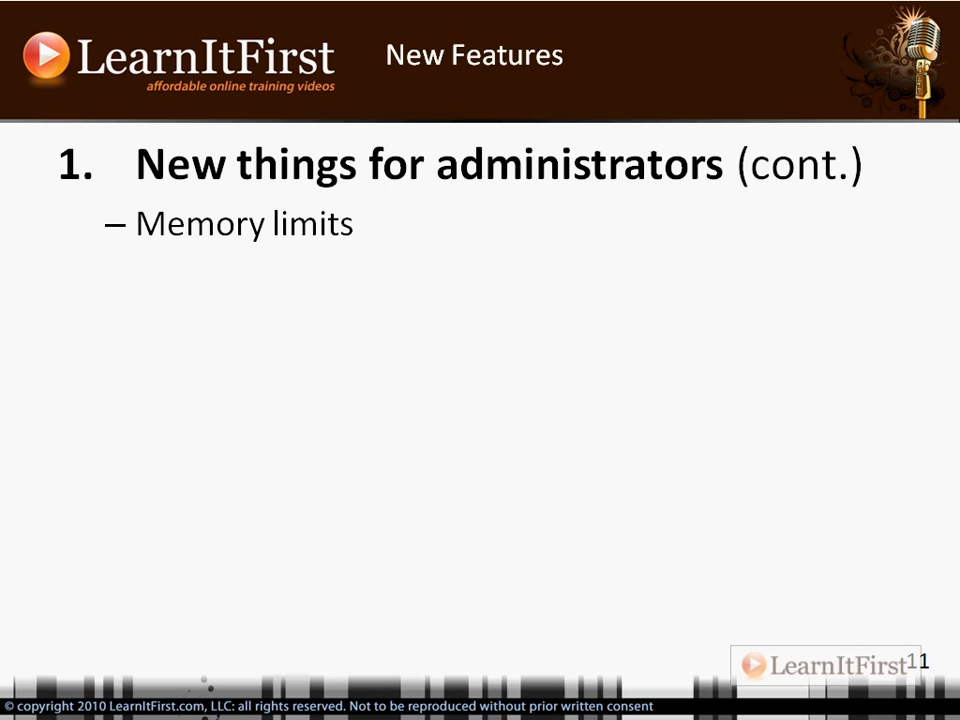 LearnItFirst
affordable online training videos
New Features
1. New things for administrators (cont.)
– Memory limits
LearnItFirst
11
© copyright 2010 LearnItFirst.com, LLC: all rights reserved. Not to be reproduced without prior written consent